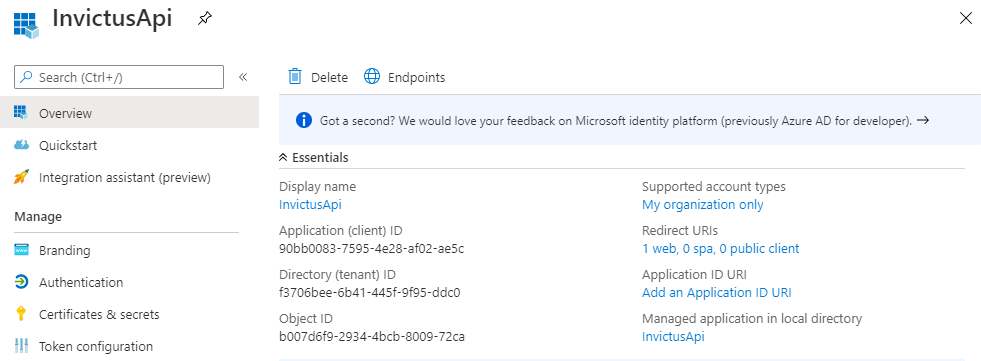 InvictusApi
Search (Ctrl+/)
«
Delete
Endpoints
Overview
Got a second? We would love your feedback on Microsoft identity platform (previously Azure AD for developer). →
Quickstart
Integration assistant (preview)
Essentials
Display name
InvictusApi
Supported account types
My organization only
Manage
Application (client) ID
90bb0083-7595-4e28-af02-ae5c
Redirect URIs
1 web, 0 spa, 0 public client
Branding
Directory (tenant) ID
f3706bee-6b41-445f-9f95-ddc0
Application ID URI
Add an Application ID URI
Authentication
Certificates & secrets
Object ID
b007d6f9-2934-4bcb-8009-72ca
Managed application in local directory
InvictusApi
Token configuration